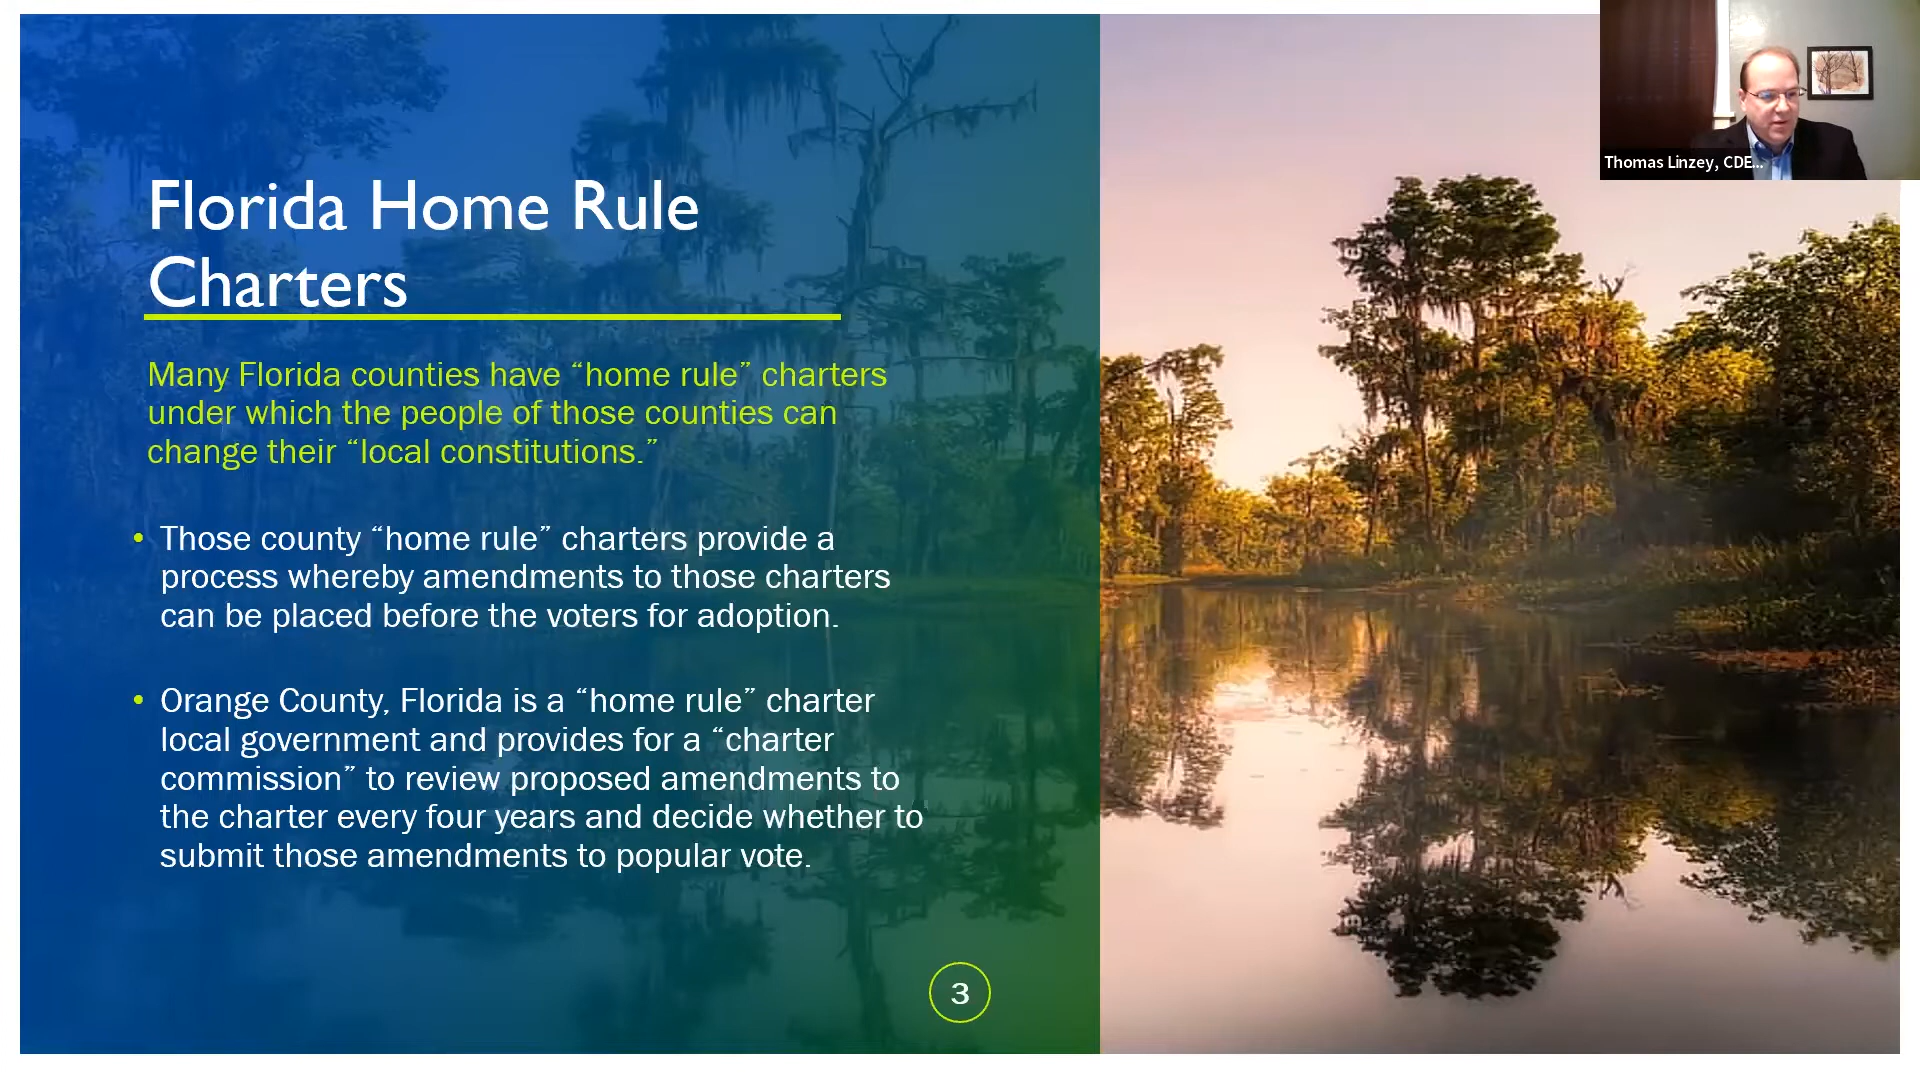 Thomas Linzey, CDE...
Florida Home Rule
Charters
Many Florida counties have “home rule” charters
under which the people of those counties can
change their “local constitutions.”
• Those county “home rule” charters provide a
process whereby amendments to those charters
can be placed before the voters for adoption.
• Orange County, Florida is a “home rule” charter
local government and provides for a “charter
commission” to review proposed amendments to
the charter every four years and decide whether to
submit those amendments to popular vote.
3